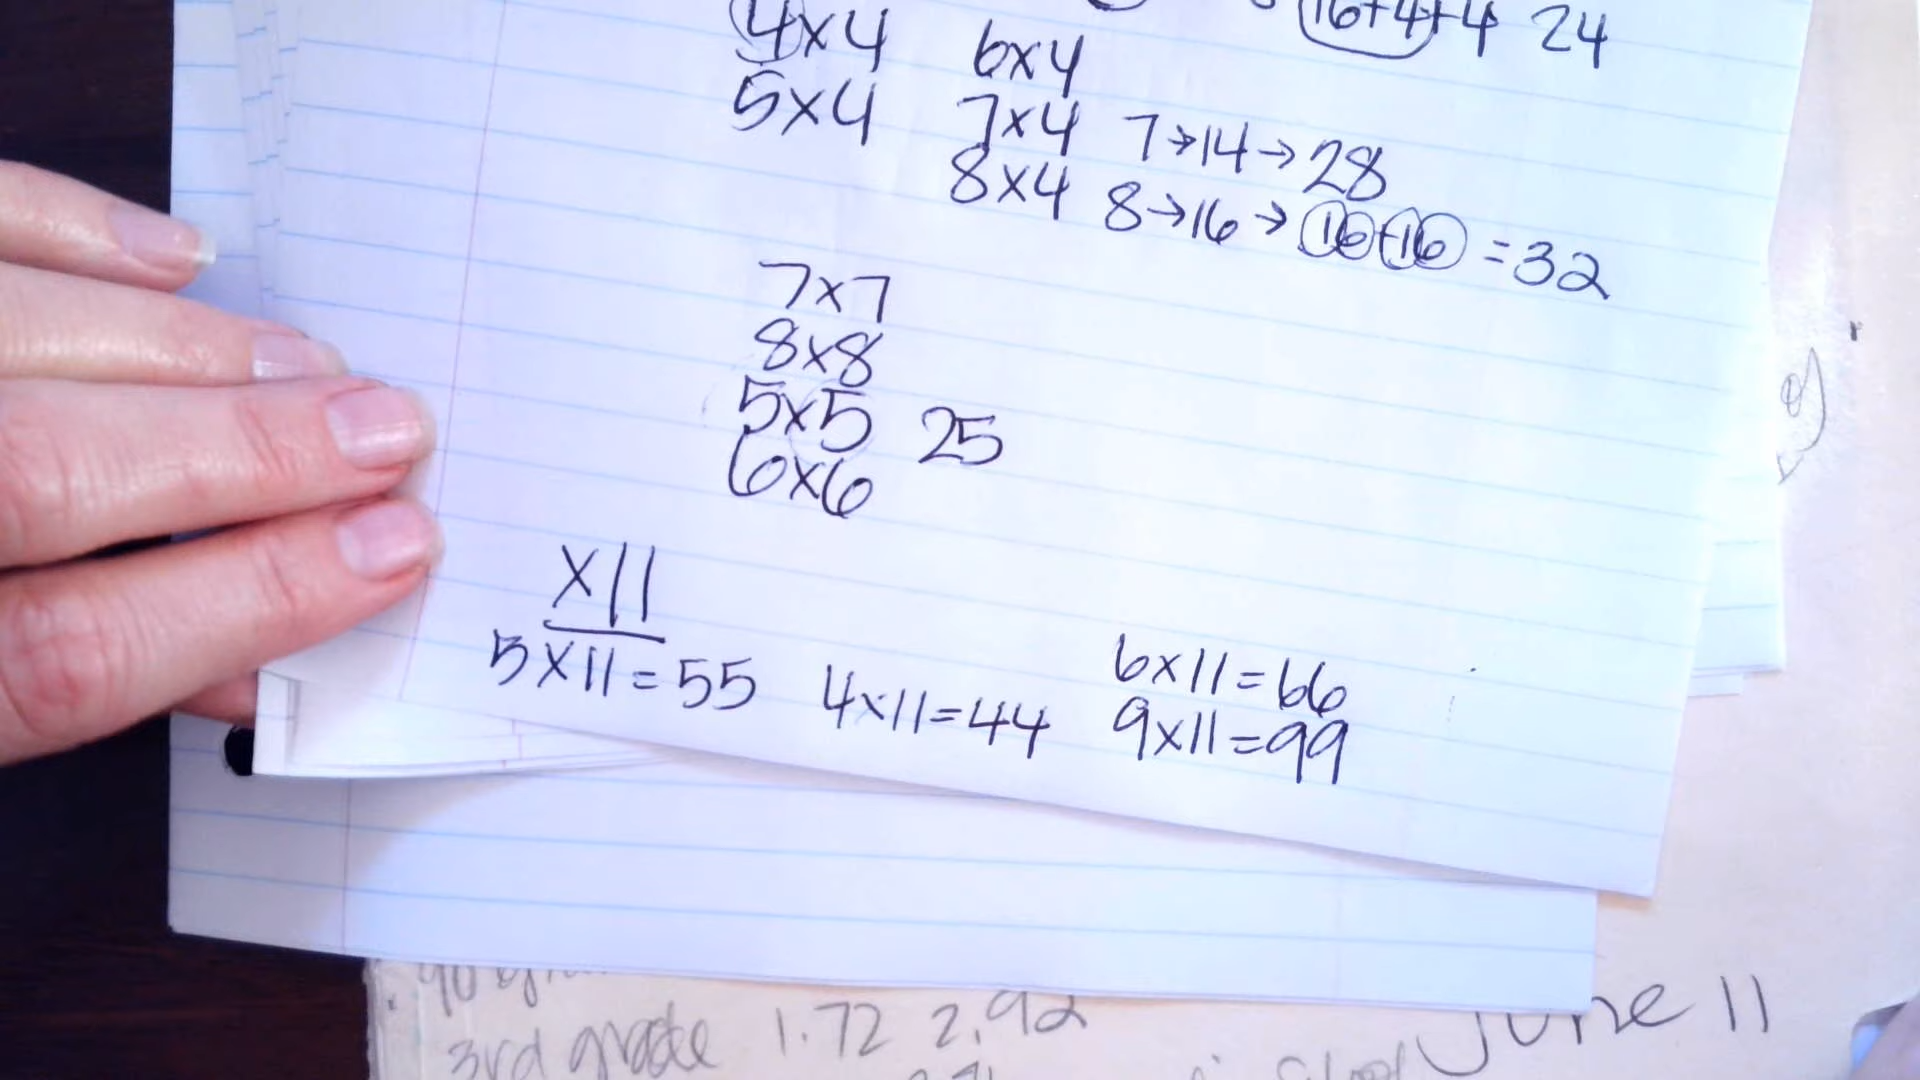 16+4+4 24
4x4 6x4
5x4 7x4 7→14→28
8x4 8→16→ 16+16 =32
7x7
8x8
5x5 25
6x6
x11
5x11=55 4x11=44 6x11=66
9x11=99
3rd grade 1.72 2.92
June 11